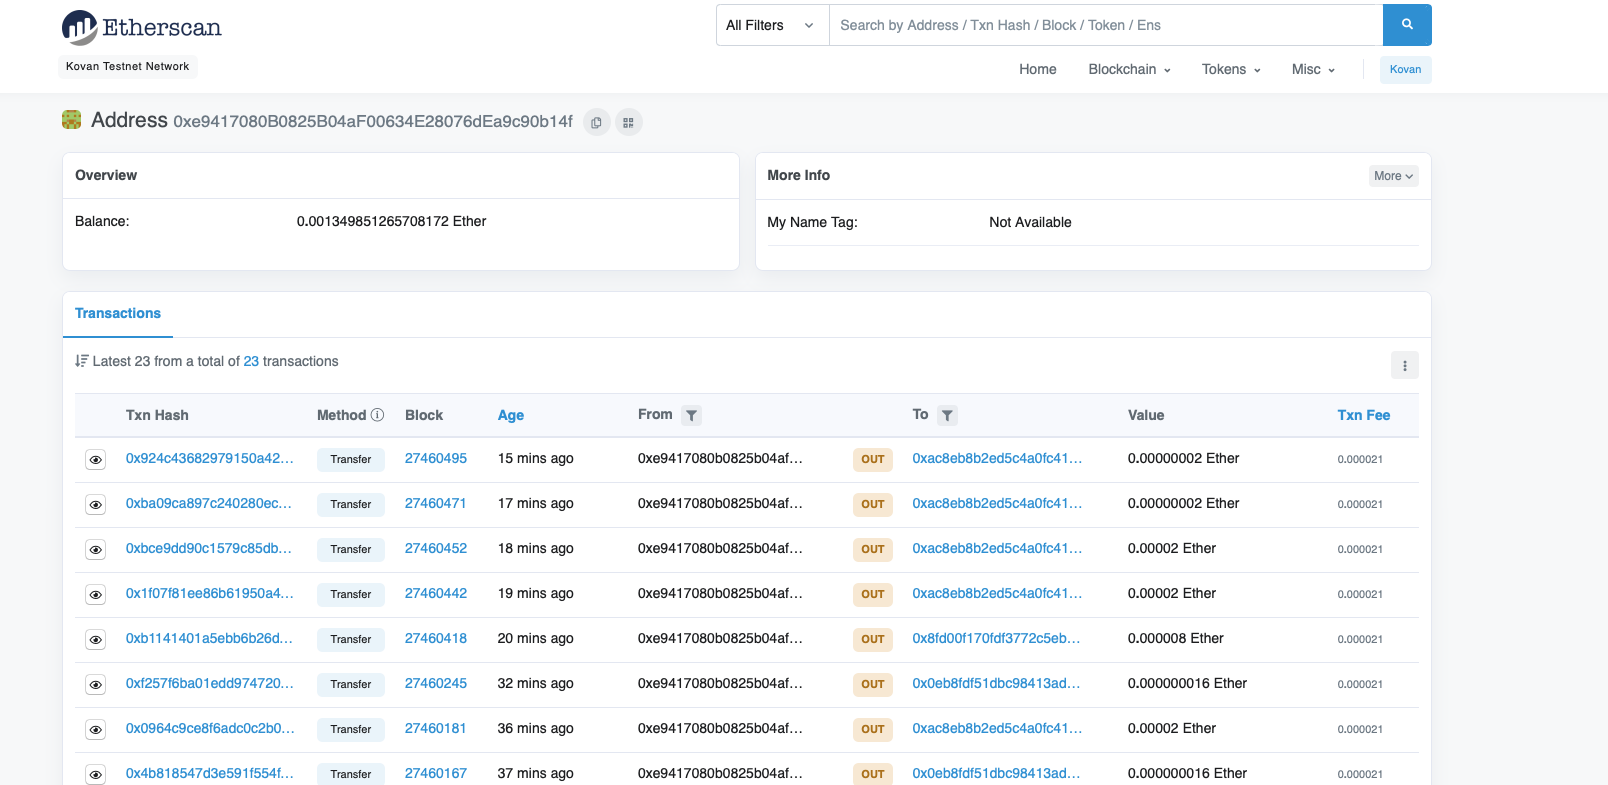 Etherscan
Kovan Testnet Network
All Filters
Search by Address / Txn Hash / Block / Token / Ens
Home Blockchain Tokens Misc Kovan
Address 0xe9417080B0825B04aF00634E28076dEa9c90b14f
Overview
Balance: 0.001349851265708172 Ether
More Info More
My Name Tag: Not Available
Transactions
Latest 23 from a total of 23 transactions
Txn Hash Method Block Age From To Value Txn Fee
0x924c43682979150a42... Transfer 27460495 15 mins ago 0xe9417080b0825b04af... OUT 0xac8eb8b2ed5c4a0fc41... 0.00000002 Ether 0.000021
0xba09ca897c240280ec... Transfer 27460471 17 mins ago 0xe9417080b0825b04af... OUT 0xac8eb8b2ed5c4a0fc41... 0.00000002 Ether 0.000021
0xbce9dd90c1579c85db... Transfer 27460452 18 mins ago 0xe9417080b0825b04af... OUT 0xac8eb8b2ed5c4a0fc41... 0.00002 Ether 0.000021
0x1f07f81ee86b61950a4... Transfer 27460442 19 mins ago 0xe9417080b0825b04af... OUT 0xac8eb8b2ed5c4a0fc41... 0.00002 Ether 0.000021
0xb1141401a5ebb6b26d... Transfer 27460418 20 mins ago 0xe9417080b0825b04af... OUT 0x8fd00f170fdf3772c5eb... 0.000008 Ether 0.000021
0xf257f6ba01edd974720... Transfer 27460245 32 mins ago 0xe9417080b0825b04af... OUT 0x0eb8fdf51dbc98413ad... 0.000000016 Ether 0.000021
0x0964c9ce8f6adc0c2b0... Transfer 27460181 36 mins ago 0xe9417080b0825b04af... OUT 0xac8eb8b2ed5c4a0fc41... 0.00002 Ether 0.000021
0x4b818547d3e591f554f... Transfer 27460167 37 mins ago 0xe9417080b0825b04af... OUT 0x0eb8fdf51dbc98413ad... 0.000000016 Ether 0.000021